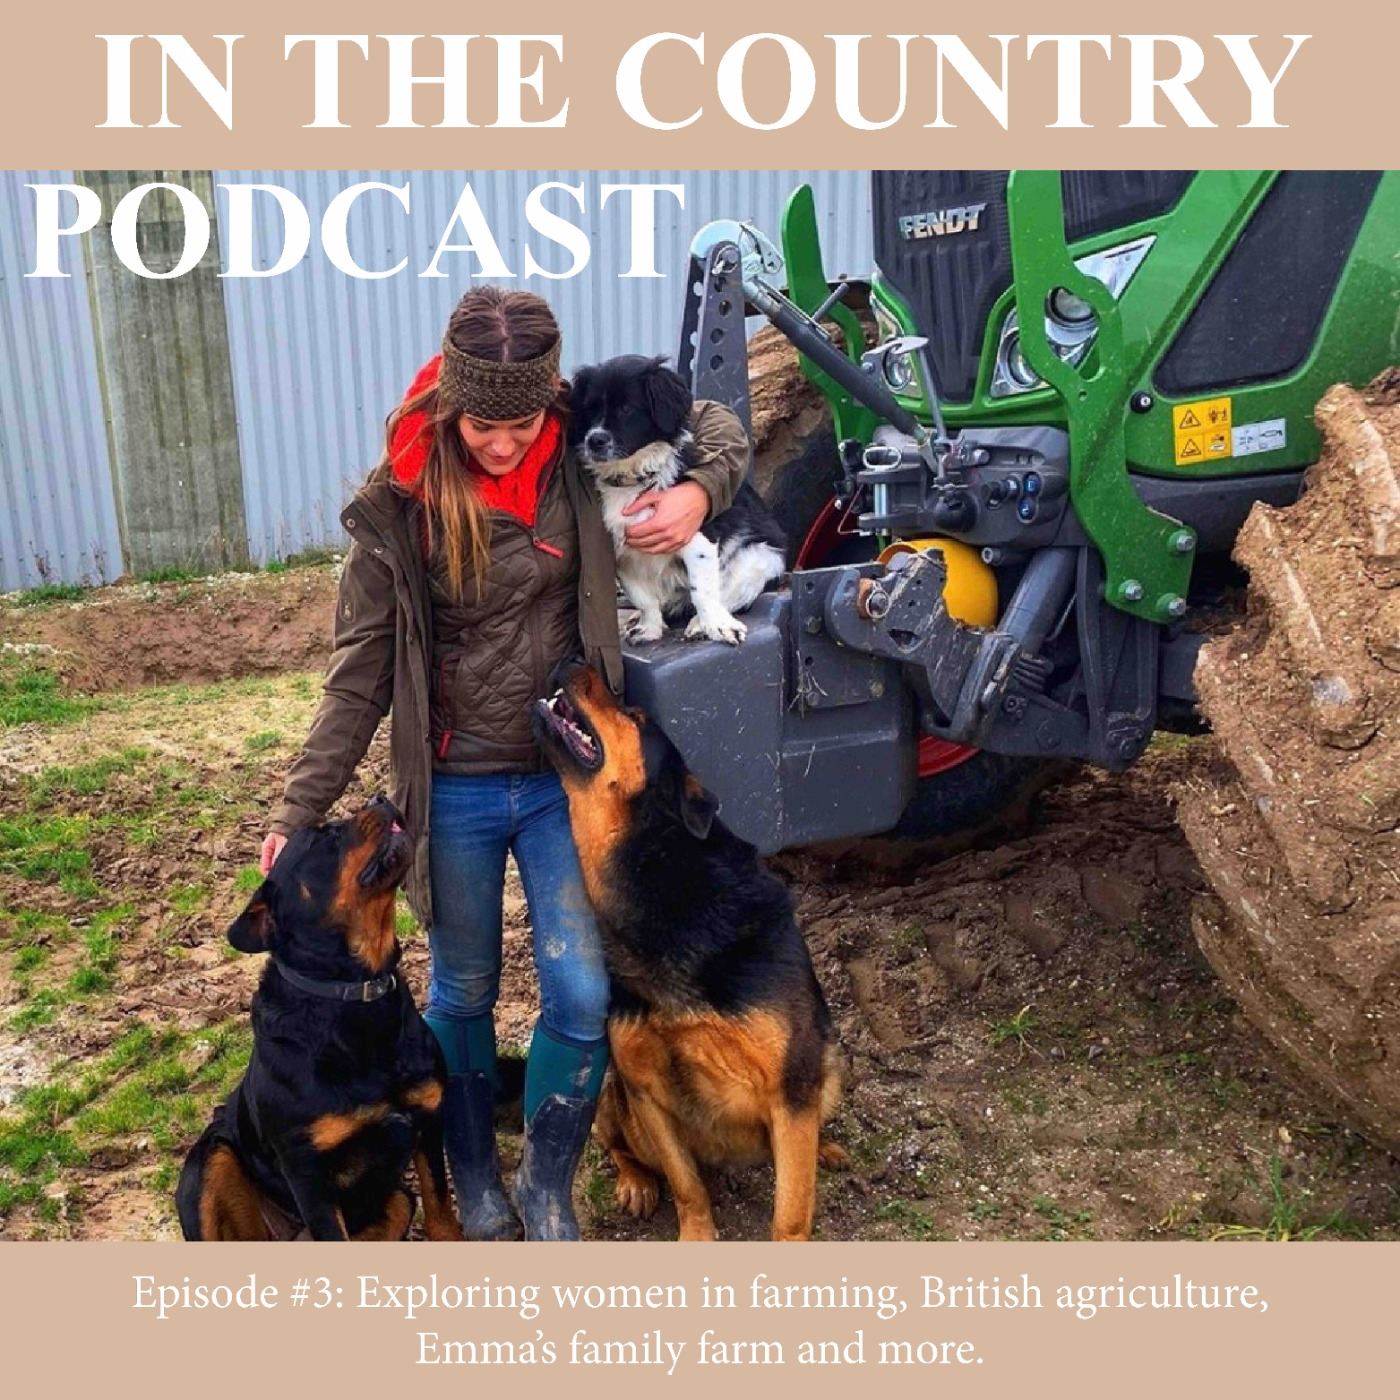 IN THE COUNTRY
PODCAST
FENDT
Episode #3: Exploring women in farming, British agriculture,
Emma's family farm and more.